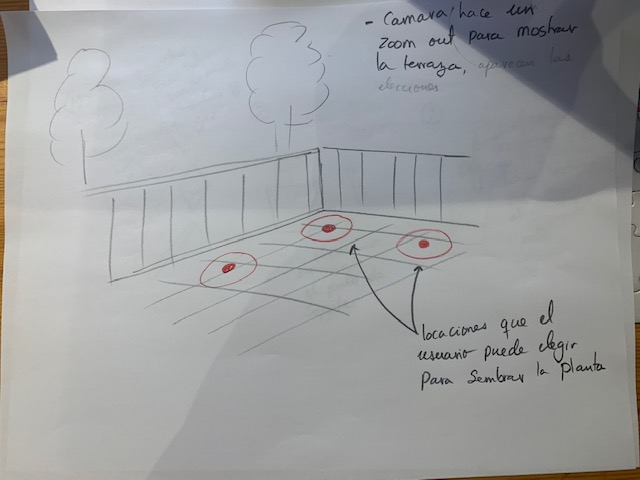 - Camara hace un
zoom out para mostrar
la terraza, aparecen las
elecciones
locaciones que el
usuario puede elegir
para sembrar la planta